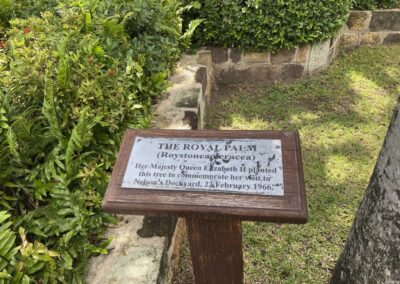 THE ROYAL PALM
(Roystonea oleracea)
Her Majesty Queen Elizabeth II planted
this tree to commemorate her visit to
Nelson's Dockyard, 22 February 1966.